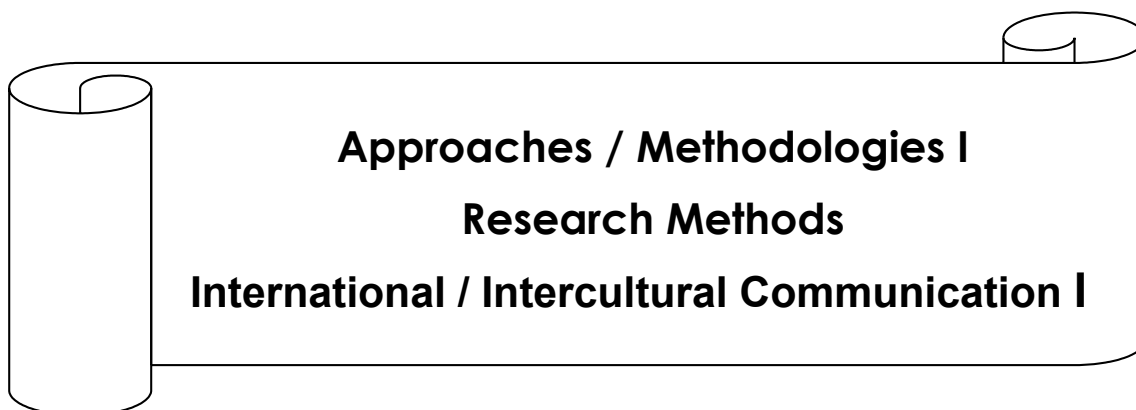 Approaches / Methodologies I
Research Methods
International / Intercultural Communication I